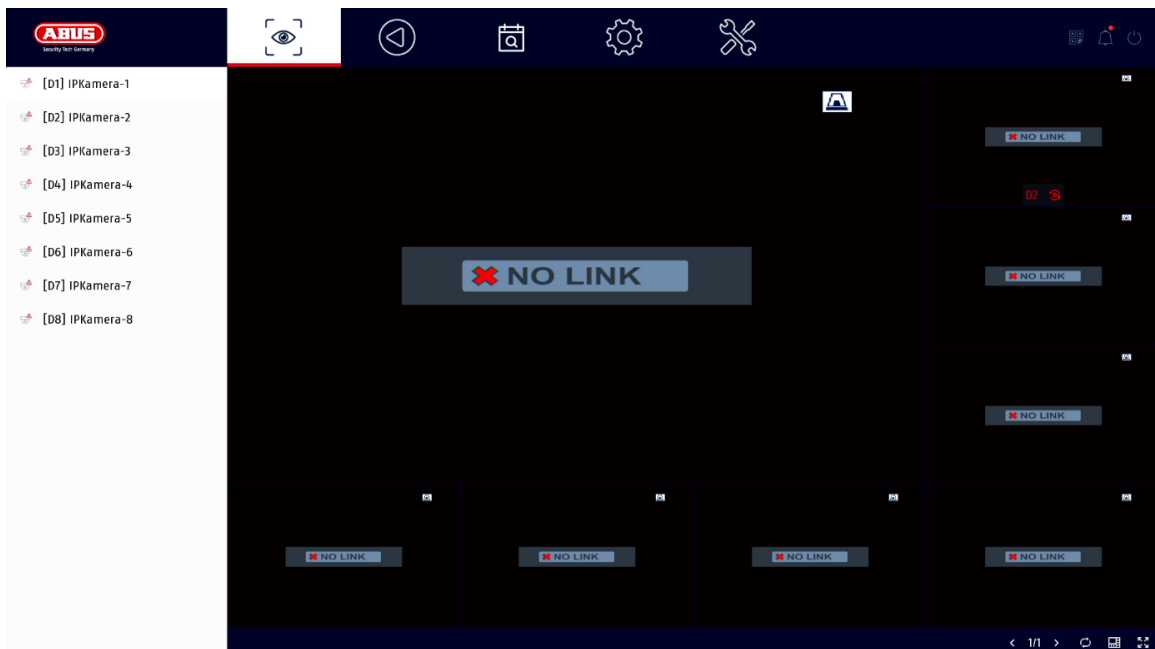 ABUS
Security Tech Germany
[D1] IPKamera-1
[D2] IPKamera-2
[D3] IPKamera-3
[D4] IPKamera-4
[D5] IPKamera-5
[D6] IPKamera-6
[D7] IPKamera-7
[D8] IPKamera-8
NO LINK
NO LINK
D2
NO LINK
NO LINK
NO LINK
NO LINK
NO LINK
NO LINK
1/1